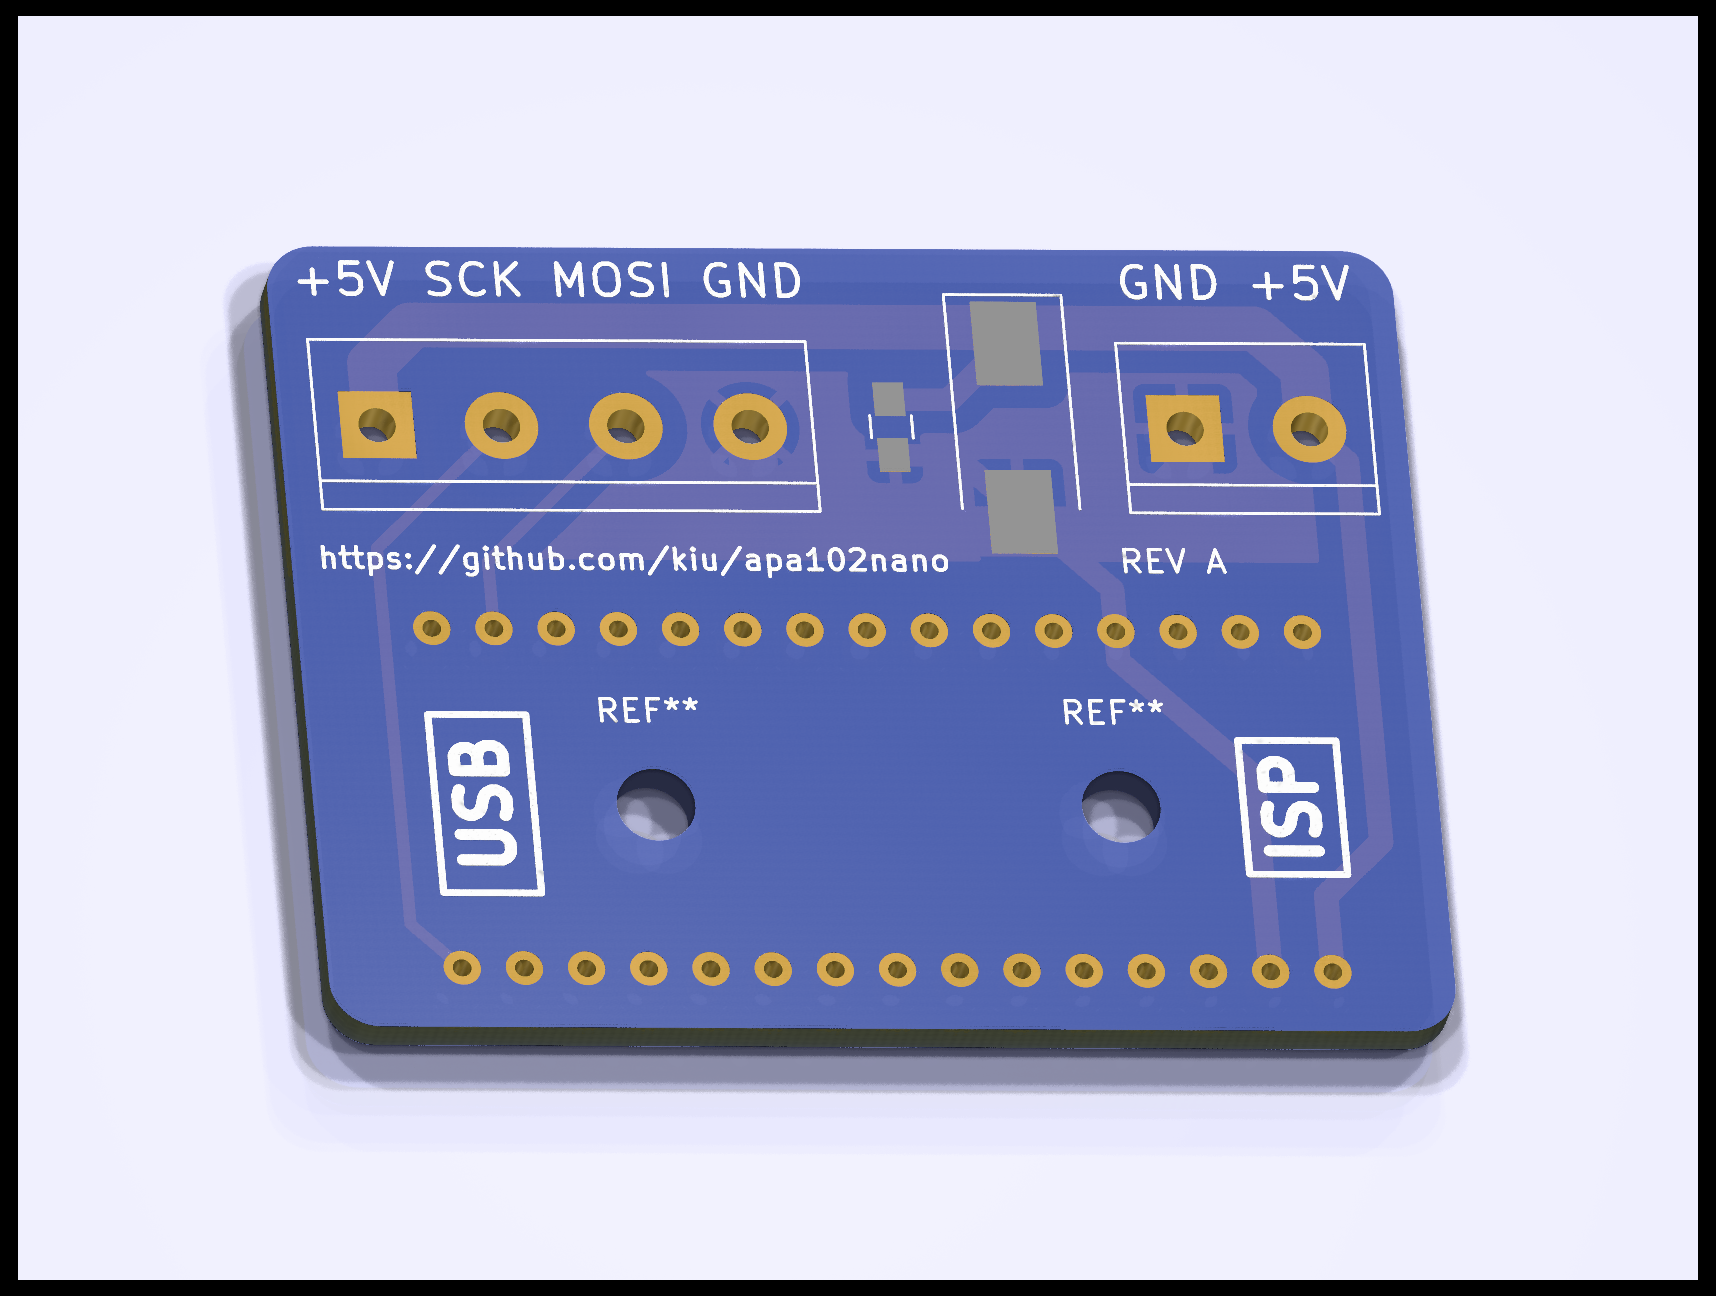 +5V SCK MOSI GND
GND +5V
https://github.com/kiu/apa102nano
REV A
REF**
REF**
USB
ISP